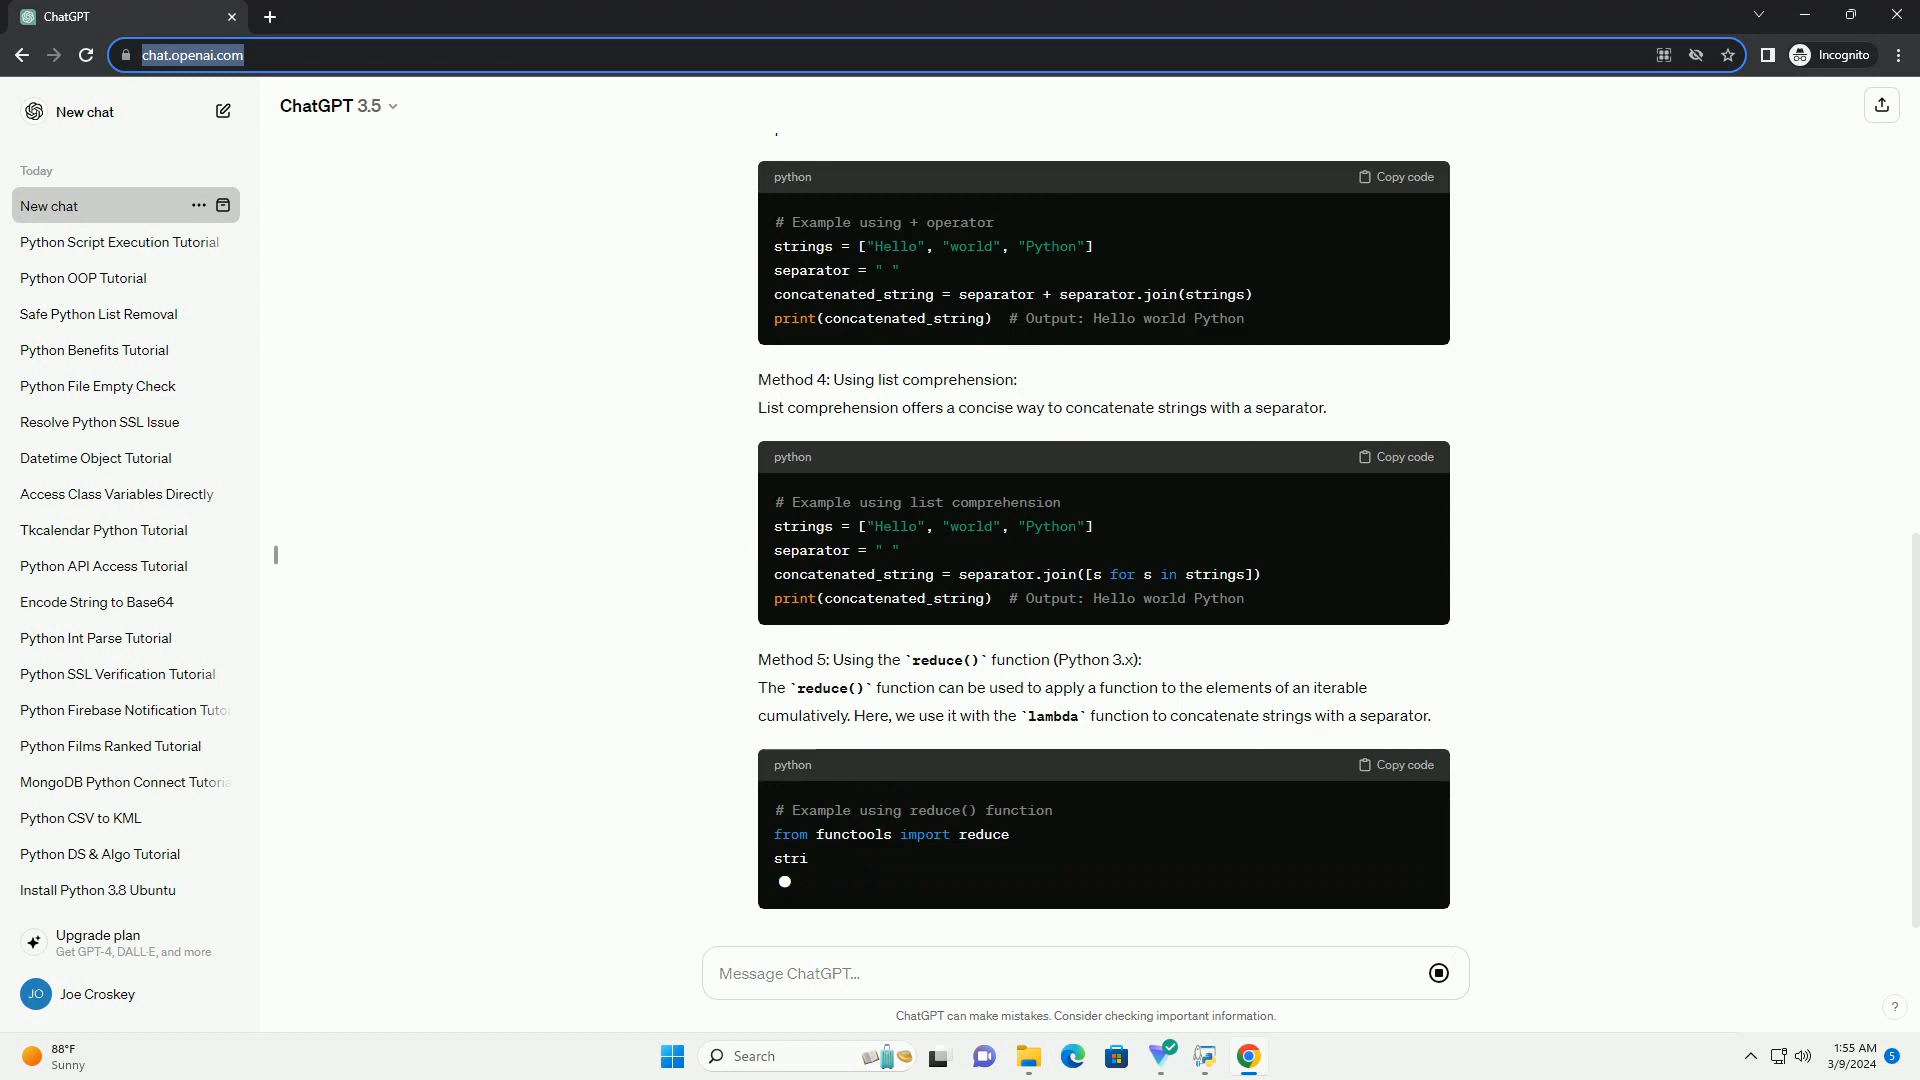 ChatGPT
chat.openai.com
Incognito
New chat
Today
New chat
Python Script Execution Tutorial
Python OOP Tutorial
Safe Python List Removal
Python Benefits Tutorial
Python File Empty Check
Resolve Python SSL Issue
Datetime Object Tutorial
Access Class Variables Directly
Tkcalendar Python Tutorial
Python API Access Tutorial
Encode String to Base64
Python Int Parse Tutorial
Python SSL Verification Tutorial
Python Firebase Notification Tuto
Python Films Ranked Tutorial
MongoDB Python Connect Tutoria
Python CSV to KML
Python DS & Algo Tutorial
Install Python 3.8 Ubuntu
Upgrade plan
Get GPT-4, DALL·E, and more
JO Joe Croskey
ChatGPT 3.5
python Copy code
# Example using + operator
strings = ["Hello", "world", "Python"]
separator = " "
concatenated_string = separator + separator.join(strings)
print(concatenated_string)  # Output: Hello world Python
Method 4: Using list comprehension:
List comprehension offers a concise way to concatenate strings with a separator.
python Copy code
# Example using list comprehension
strings = ["Hello", "world", "Python"]
separator = " "
concatenated_string = separator.join([s for s in strings])
print(concatenated_string)  # Output: Hello world Python
Method 5: Using the `reduce()` function (Python 3.x):
The `reduce()` function can be used to apply a function to the elements of an iterable
cumulatively. Here, we use it with the `lambda` function to concatenate strings with a separator.
python Copy code
# Example using reduce() function
from functools import reduce
stri
Message ChatGPT...
ChatGPT can make mistakes. Consider checking important information.
?
88°F
Sunny
Search
1:55 AM
3/9/2024
5